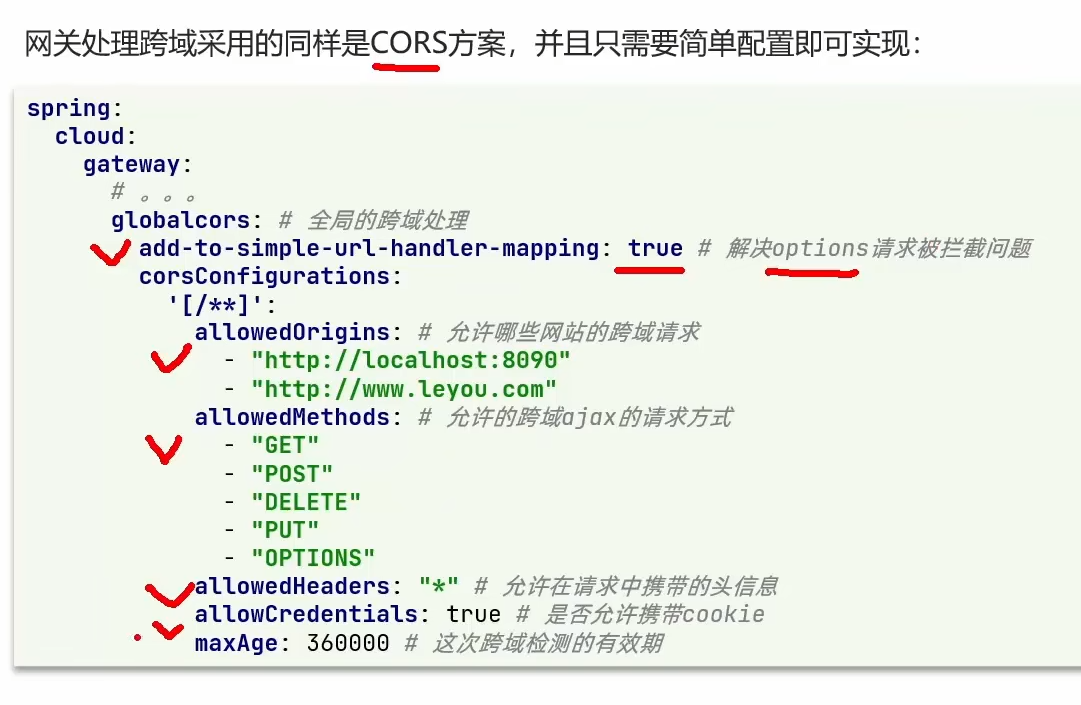 网关处理跨域采用的同样是CORS方案，并且只需要简单配置即可实现：
spring:
  cloud:
    gateway:
      # 。。。
      globalcors: # 全局的跨域处理
        add-to-simple-url-handler-mapping: true # 解决options请求被拦截问题
        corsConfigurations:
          '[/**]':
            allowedOrigins: # 允许哪些网站的跨域请求
              - "http://localhost:8090"
              - "http://www.leyou.com"
            allowedMethods: # 允许的跨域ajax的请求方式
              - "GET"
              - "POST"
              - "DELETE"
              - "PUT"
              - "OPTIONS"
            allowedHeaders: "*" # 允许在请求中携带的头信息
            allowCredentials: true # 是否允许携带cookie
            maxAge: 360000 # 这次跨域检测的有效期